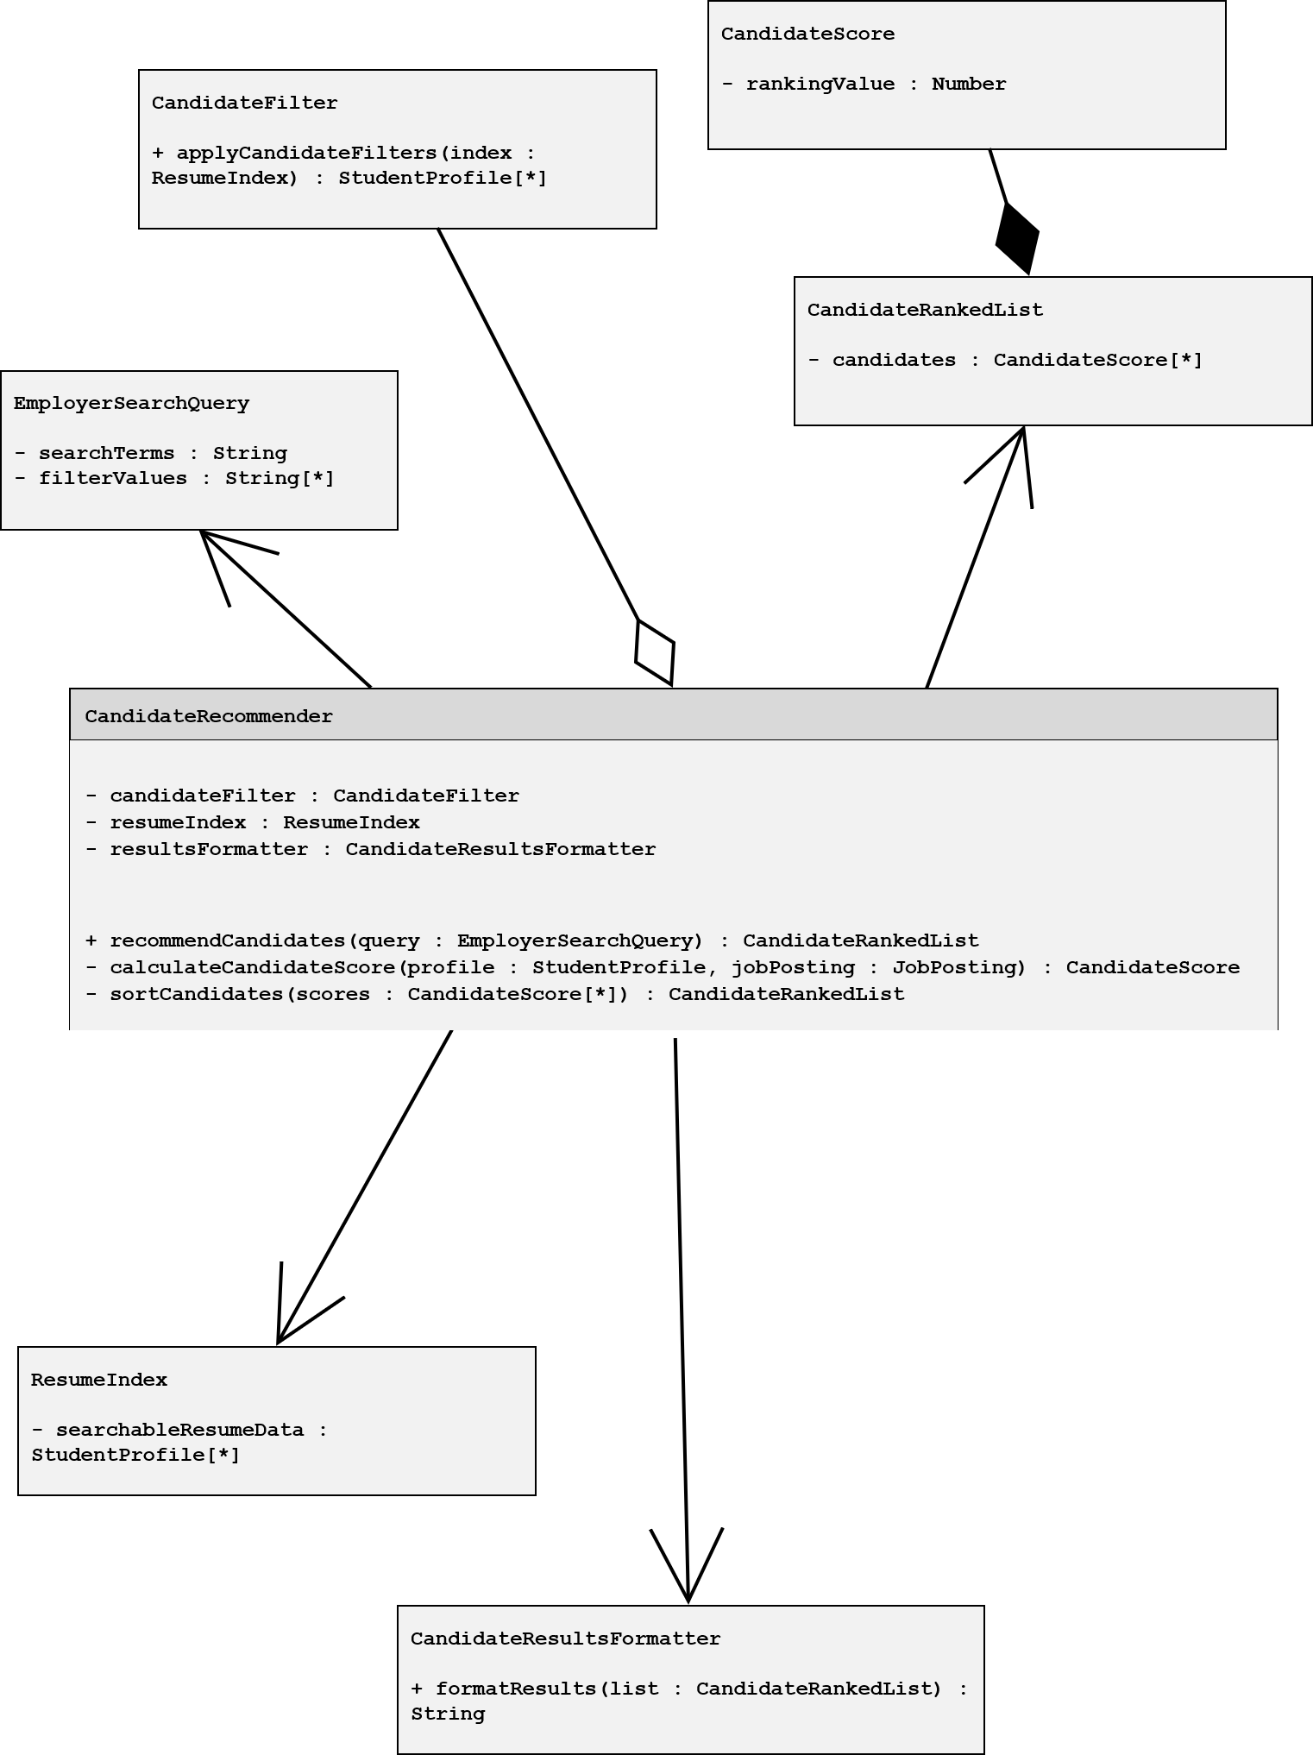 CandidateScore
- rankingValue : Number
CandidateFilter
+ applyCandidateFilters(index :
ResumeIndex) : StudentProfile[*]
CandidateRankedList
- candidates : CandidateScore[*]
EmployerSearchQuery
- searchTerms : String
- filterValues : String[*]
CandidateRecommender
- candidateFilter : CandidateFilter
- resumeIndex : ResumeIndex
- resultsFormatter : CandidateResultsFormatter
+ recommendCandidates(query : EmployerSearchQuery) : CandidateRankedList
- calculateCandidateScore(profile : StudentProfile, jobPosting : JobPosting) : CandidateScore
- sortCandidates(scores : CandidateScore[*]) : CandidateRankedList
ResumeIndex
- searchableResumeData :
StudentProfile[*]
CandidateResultsFormatter
+ formatResults(list : CandidateRankedList) :
String